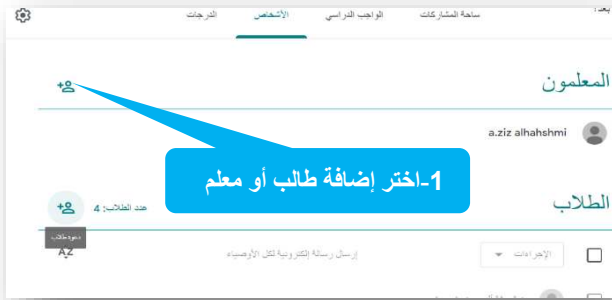 بعد؛
ساحة المشاركات الواجب الدراسي الأشخاص الدرجات
المعلمون
a.ziz alhahshmi
1-اختر إضافة طالب أو معلم
الطلاب
عدد الطلاب: 4
دعوة طلاب
AZ
الإجراءات
إرسال رسالة إلكترونية لكل الأوصياء